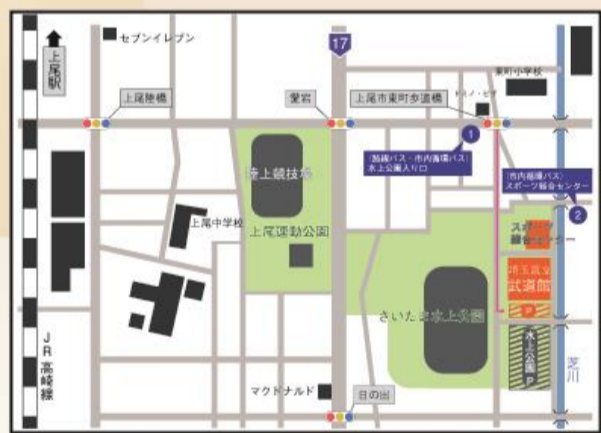 セブンイレブン
17
上尾駅
東町小学校
ドミノ・ピザ
上尾陸橋
愛宕
上尾市東町歩道橋
1
(路線バス・市内循環バス)
水上公園入り口
(市内循環バス)
スポーツ総合センター
2
陸上競技場
上尾中学校
上尾運動公園
スポーツ
総合センター
埼玉県立
武道館
P
さいたま水上公園
水上公園P
JR高崎線
芝川
マクドナルド
日の出